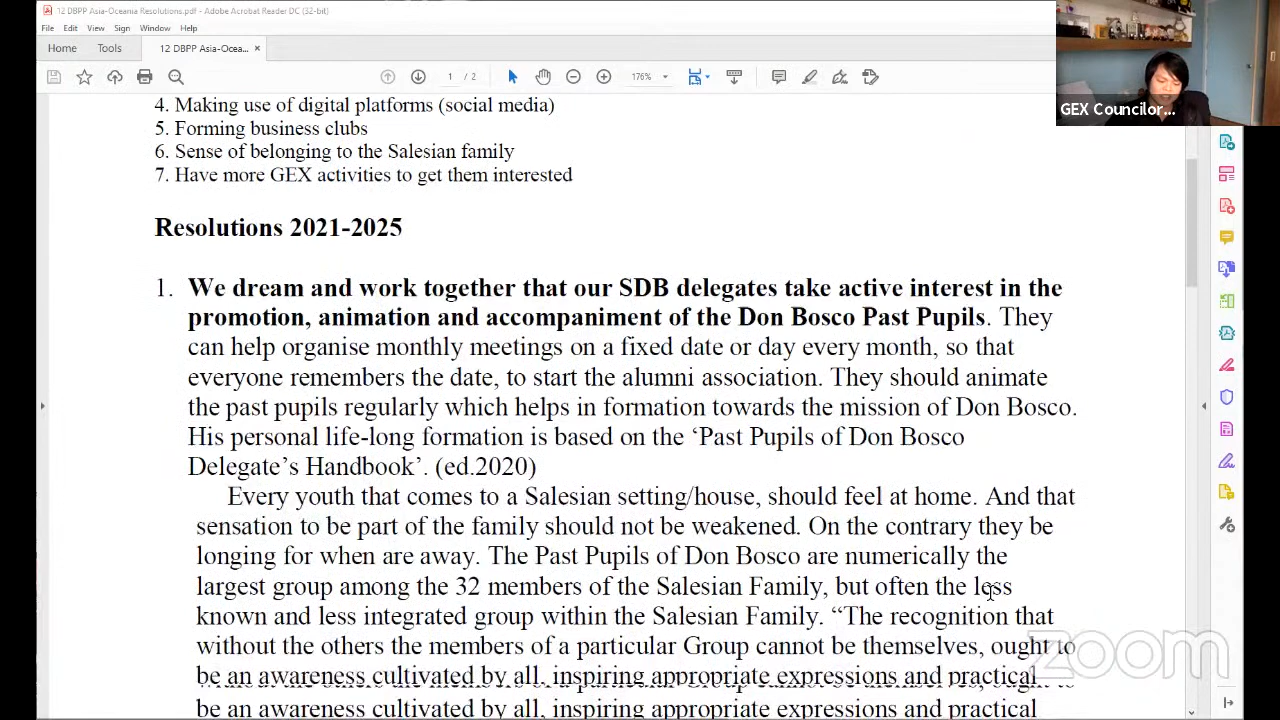 12 DBPP Asia-Oceania Resolutions.pdf - Adobe Acrobat Reader DC (32-bit)
File Edit View Sign Window Help
Home Tools 12 DBPP Asia-Ocea... ×
1 / 2 176%
GEX Councilor...
4. Making use of digital platforms (social media)
5. Forming business clubs
6. Sense of belonging to the Salesian family
7. Have more GEX activities to get them interested
Resolutions 2021-2025
1. We dream and work together that our SDB delegates take active interest in the
promotion, animation and accompaniment of the Don Bosco Past Pupils. They
can help organise monthly meetings on a fixed date or day every month, so that
everyone remembers the date, to start the alumni association. They should animate
the past pupils regularly which helps in formation towards the mission of Don Bosco.
His personal life-long formation is based on the ‘Past Pupils of Don Bosco
Delegate’s Handbook’. (ed.2020)
Every youth that comes to a Salesian setting/house, should feel at home. And that
sensation to be part of the family should not be weakened. On the contrary they be
longing for when are away. The Past Pupils of Don Bosco are numerically the
largest group among the 32 members of the Salesian Family, but often the less
known and less integrated group within the Salesian Family. “The recognition that
without the others the members of a particular Group cannot be themselves, ought to
be an awareness cultivated by all, inspiring appropriate expressions and practical
be an awareness cultivated by all, inspiring appropriate expressions and practical
zoom